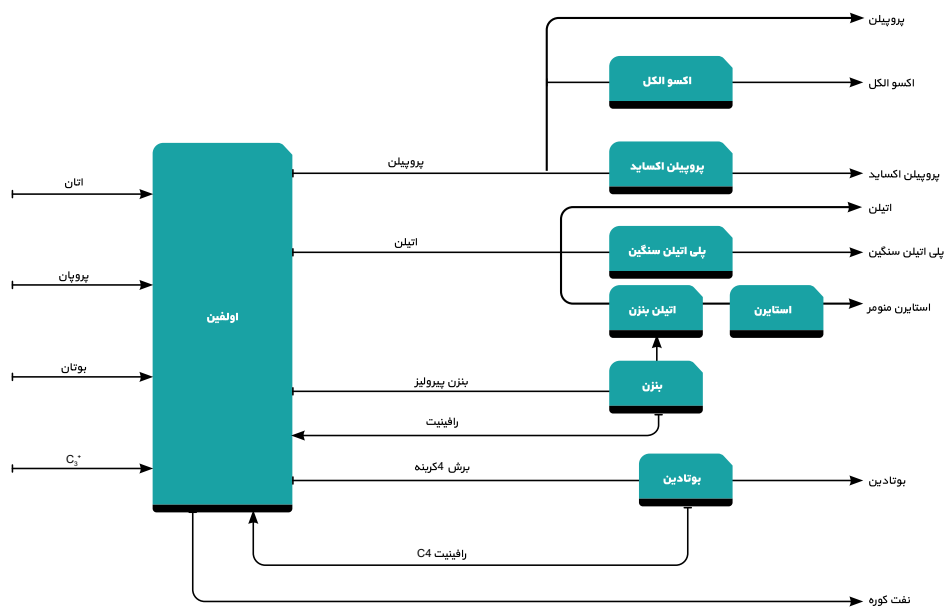 پروپیلن
اکسو الکل
اکسو الکل
پروپیلن
پروپیلن اکساید
پروپیلن اکساید
اتان
اتیلن
اتیلن
پلی اتیلن سنگین
پلی اتیلن سنگین
پروپان
اولفین
اتیلن بنزن
استایرن
استایرن منومر
بوتان
بنزن پیرولیز
بنزن
رافینیت
C₃⁺
برش 4کربنه
بوتادین
بوتادین
رافینیت C4
نفت کوره